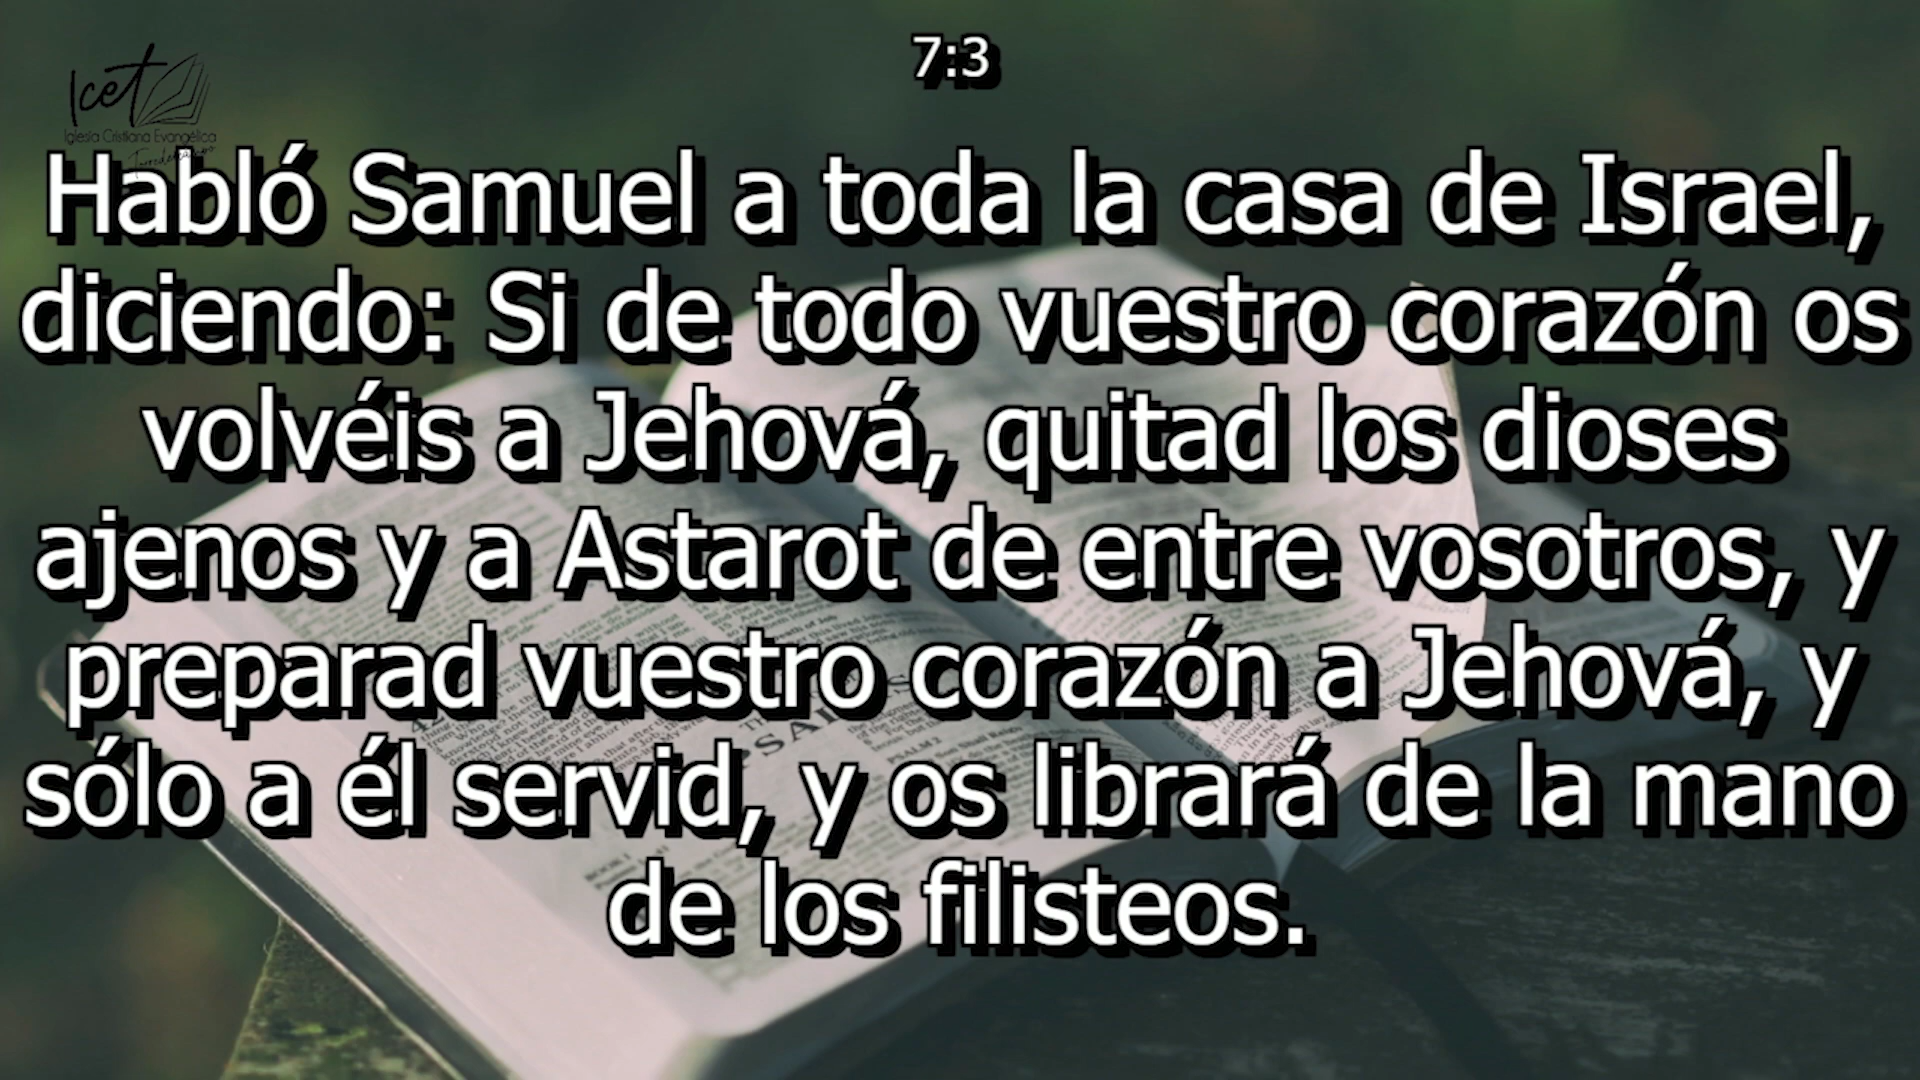 7:3
Icet
Iglesia Cristiana Evangélica
Habló Samuel a toda la casa de Israel,
diciendo: Si de todo vuestro corazón os
volvéis a Jehová, quitad los dioses
ajenos y a Astarot de entre vosotros, y
preparad vuestro corazón a Jehová, y
sólo a él servid, y os librará de la mano
de los filisteos.